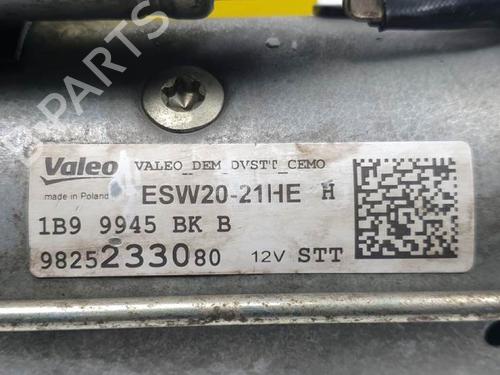 Valeo VALEO_DEM_DVSTT_CEMO
made in Poland ESW20-21HE H
1B9 9945 BK B
9825233080 12V STT
B-PARTS